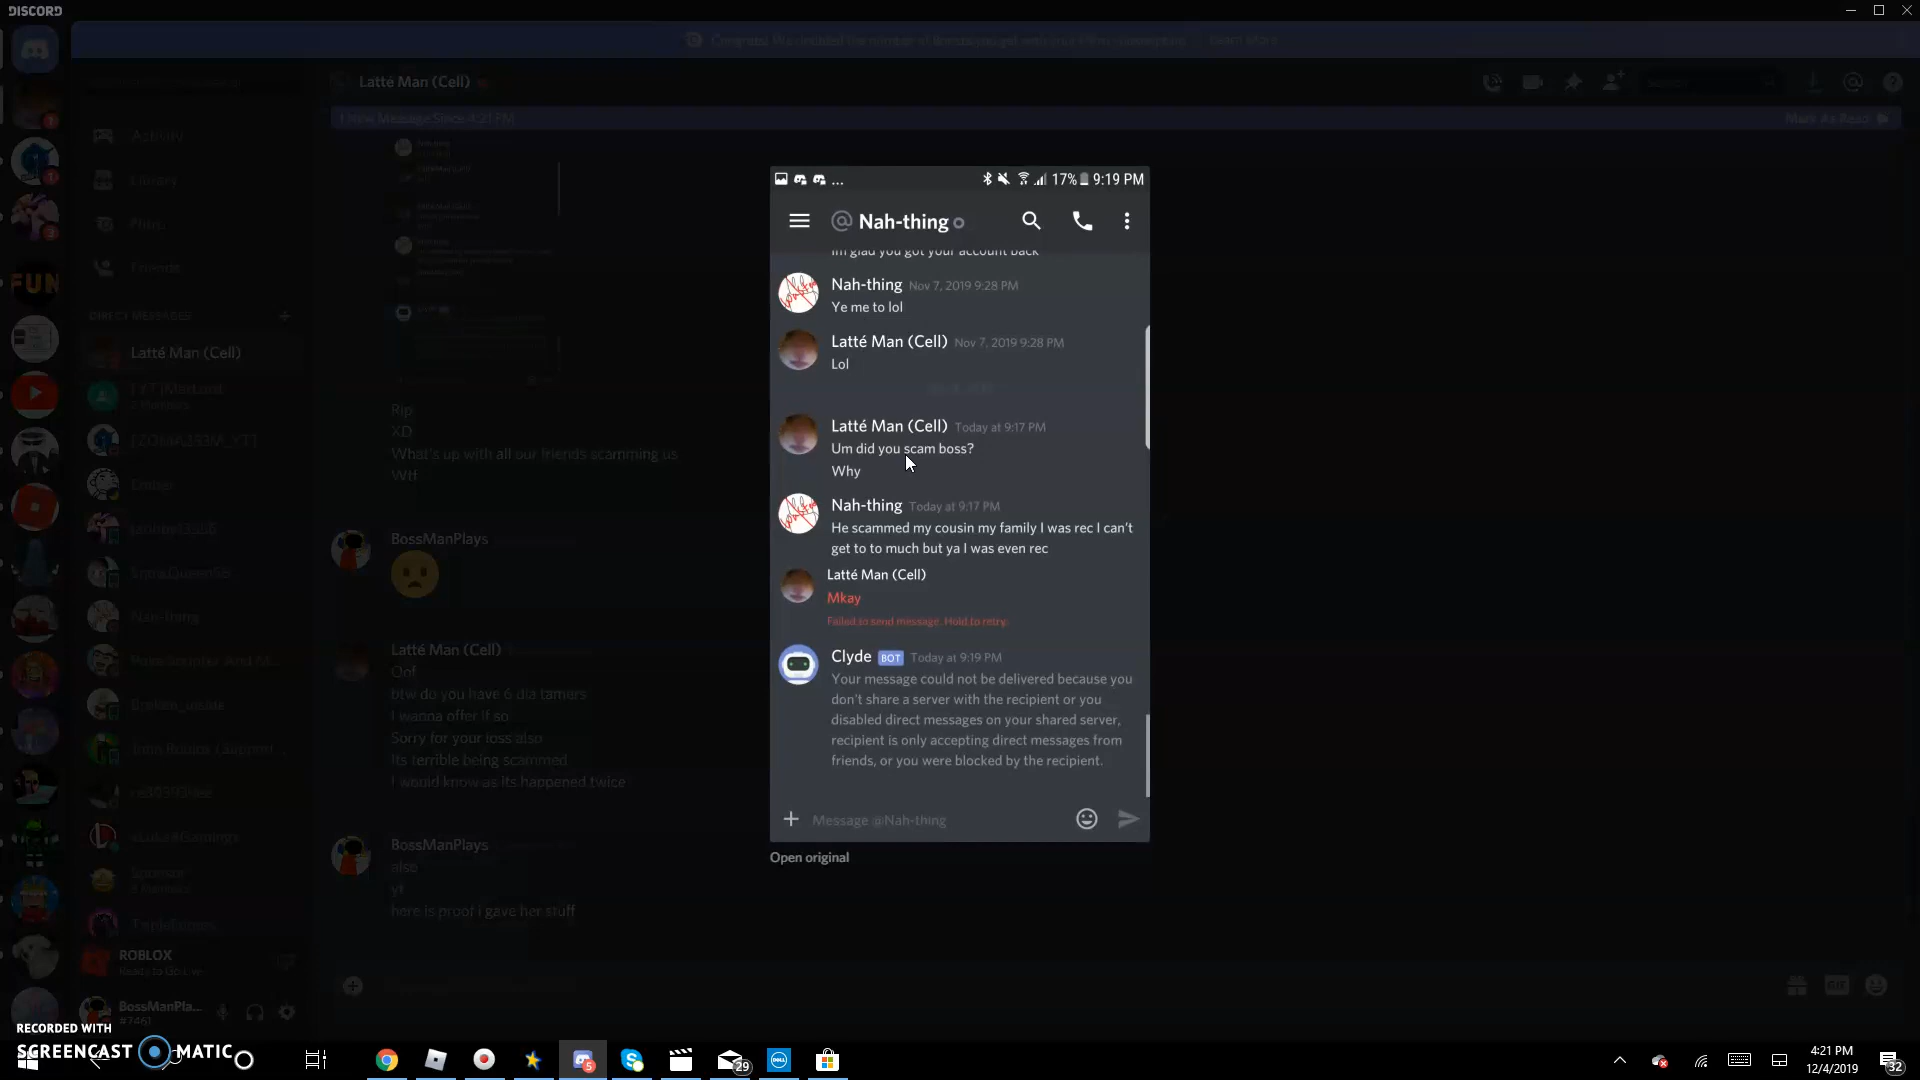 DISCORD
Latté Man (Cell)
1 New Message Since 4:21 PM
Mark As Read
Activity
Library
Nitro
Friends
DIRECT MESSAGES
Latté Man (Cell)
Nah-thing
Sponsor
ROBLOX
BossManPla...
#7461
Rip
XD
What's up with all our friends scamming us
Wtf
BossManPlays
Latté Man (Cell)
Onf
btw do you have 6 dia tamers
I wanna offer if so
Sorry for your loss also
Its terrible being scammed
I would know as its happened twice
BossManPlays
also
yt
here is proof i gave her stuff
17% 9:19 PM
@ Nah-thing
Im glad you got your account back
Nah-thing Nov 7, 2019 9:28 PM
Ye me to lol
Latté Man (Cell) Nov 7, 2019 9:28 PM
Lol
Latté Man (Cell) Today at 9:17 PM
Um did you scam boss?
Why
Nah-thing Today at 9:17 PM
He scammed my cousin my family I was rec I can't
get to to much but ya I was even rec
Latté Man (Cell)
Mkay
Failed to send message. Hold to retry.
Clyde BOT Today at 9:19 PM
Your message could not be delivered because you
don't share a server with the recipient or you
disabled direct messages on your shared server,
recipient is only accepting direct messages from
friends, or you were blocked by the recipient.
Message @Nah-thing
Open original
GIF
RECORDED WITH
SCREENCAST MATIC
5
29
4:21 PM
12/4/2019
32